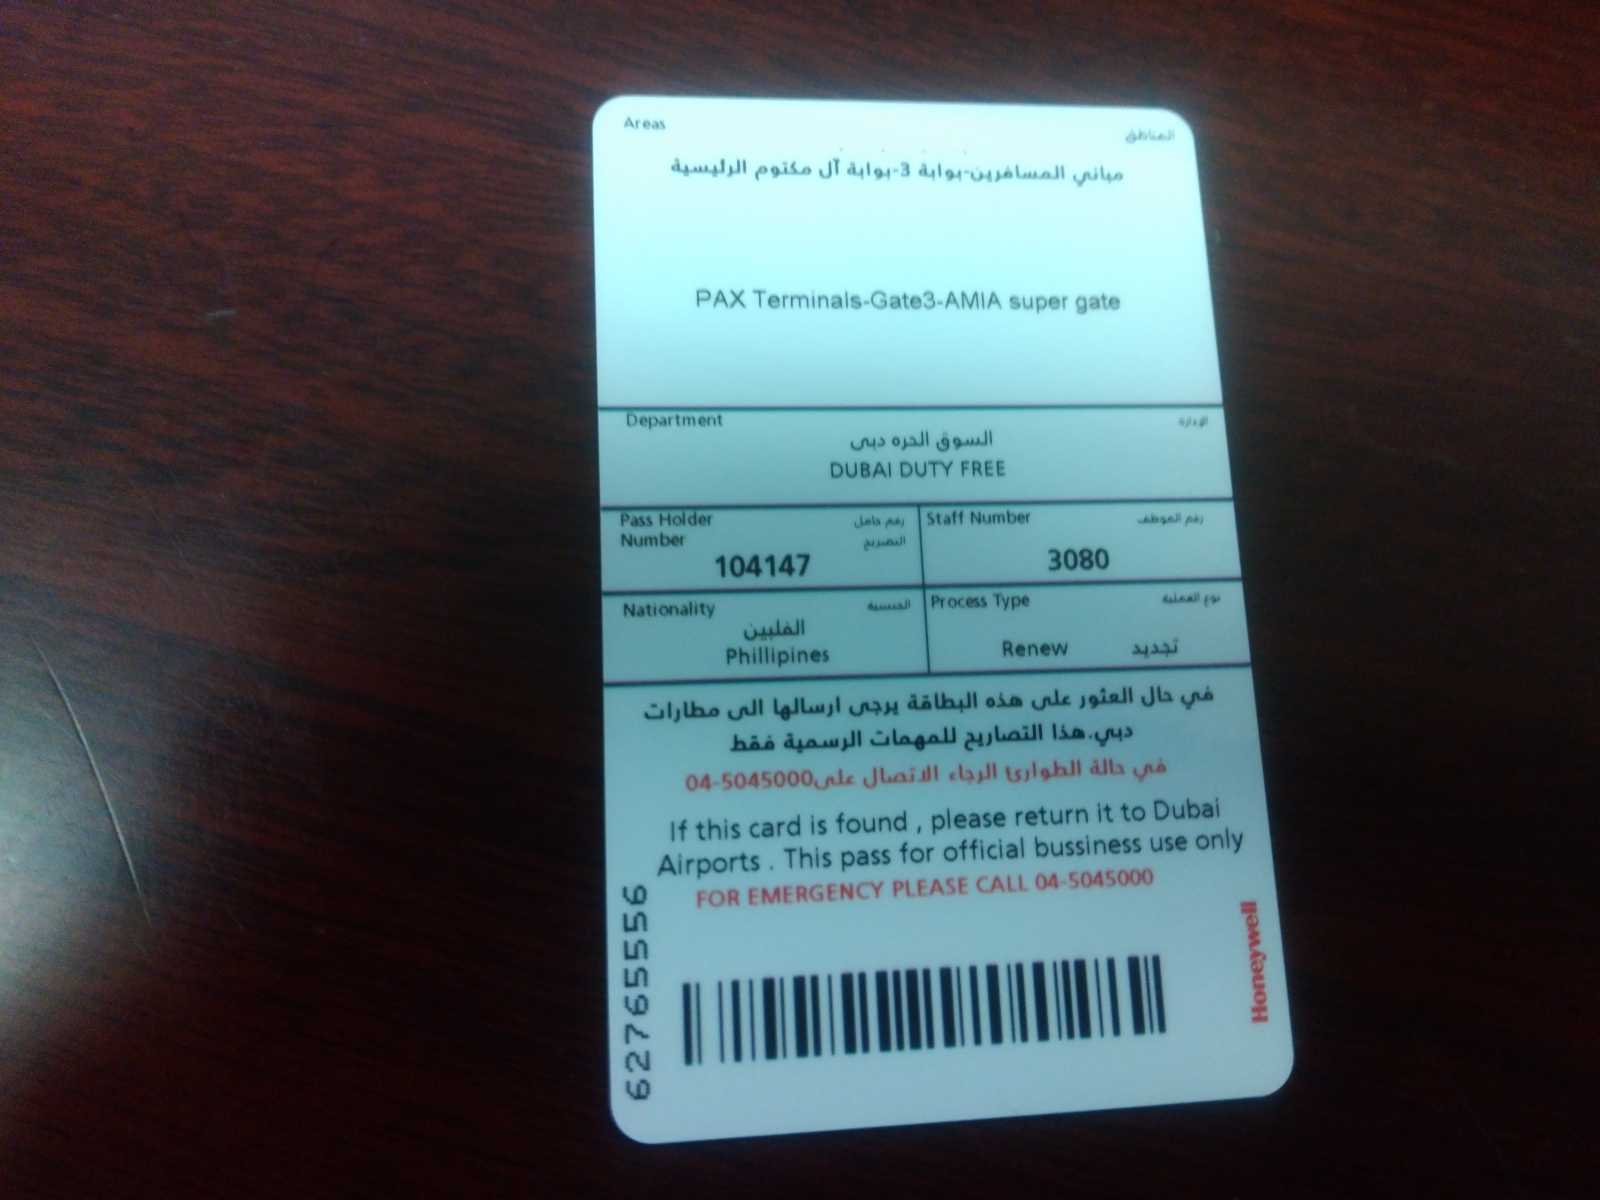 Areas المناطق
مباني المسافرين-بوابة 3-بوابة آل مكتوم الرئيسية
PAX Terminals-Gate3-AMIA super gate
Department الإدارة
السوق الحره دبى
DUBAI DUTY FREE
Pass Holder رقم حامل
Number التصريح
104147
Staff Number رقم الموظف
3080
Nationality الجنسية
الفلبين
Phillipines
Process Type نوع العملية
Renew تجديد
في حال العثور على هذه البطاقة يرجى ارسالها الى مطارات
دبي.هذا التصاريح للمهمات الرسمية فقط
في حالة الطوارئ الرجاء الاتصال على04-5045000
If this card is found , please return it to Dubai
Airports . This pass for official bussiness use only
FOR EMERGENCY PLEASE CALL 04-5045000
62765556
Honeywell